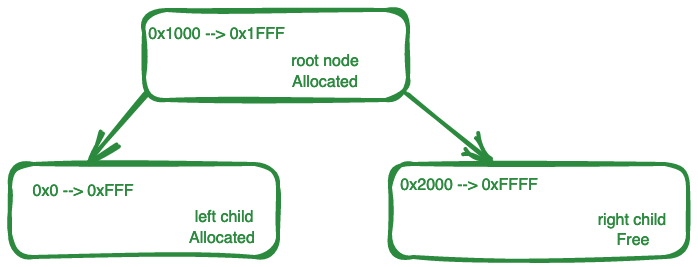 0x1000 --> 0x1FFF
root node
Allocated
0x0 --> 0xFFF
left child
Allocated
0x2000 --> 0xFFFF
right child
Free